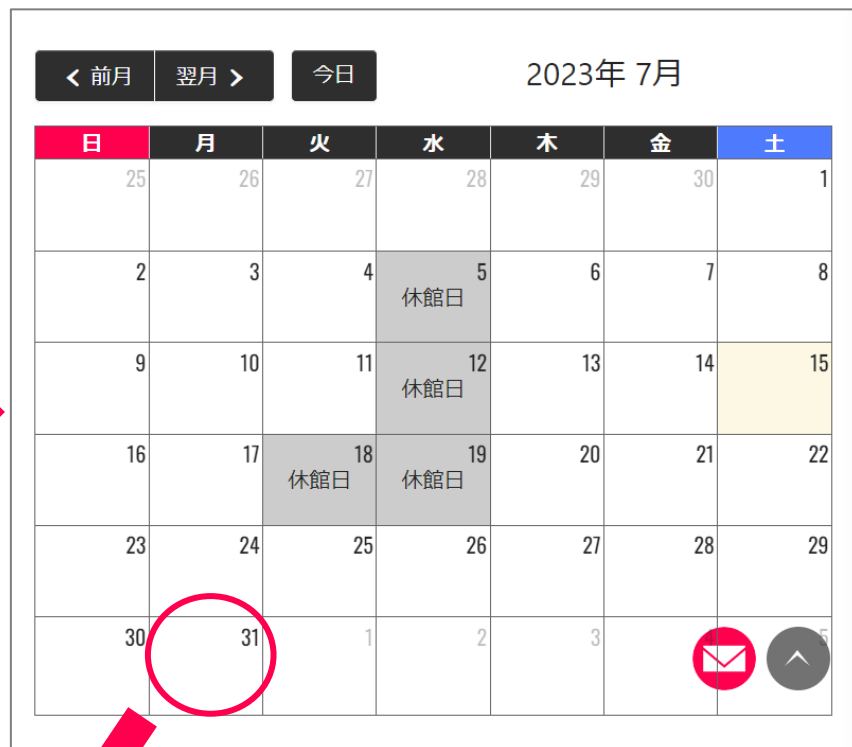 前月 翌月 今日 2023年 7月
日 月 火 水 木 金 土
25 26 27 28 29 30 1
2 3 4 5 6 7 8
休館日
9 10 11 12 13 14 15
休館日
16 17 18 19 20 21 22
休館日 休館日
23 24 25 26 27 28 29
30 31 1 2 3 4 5